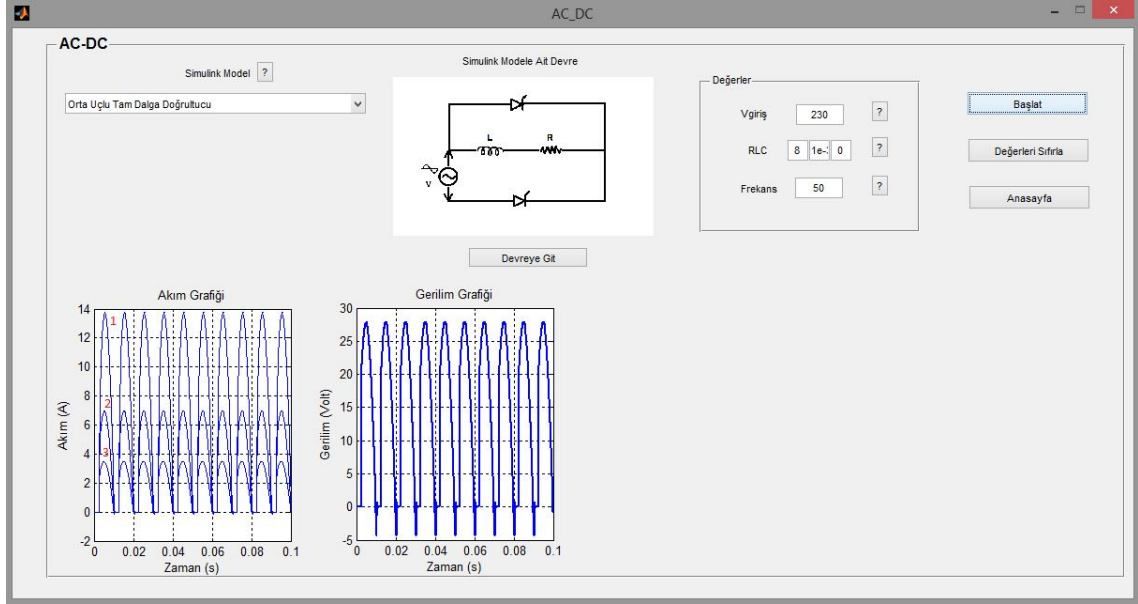 AC_DC
AC-DC
Simulink Model ?
Orta Uçlu Tam Dalga Doğrultucu
Simulink Modele Ait Devre
L R
V
Devreye Git
Değerler
Vgiriş 230 ?
RLC 8 1e-: 0 ?
Frekans 50 ?
Başlat
Değerleri Sıfırla
Anasayfa
Akım Grafiği
14
12
10
8
6
4
2
0
-2
1
2
3
Akım (A)
0 0.02 0.04 0.06 0.08 0.1
Zaman (s)
Gerilim Grafiği
30
25
20
15
10
5
0
-5
Gerilim (Volt)
0 0.02 0.04 0.06 0.08 0.1
Zaman (s)